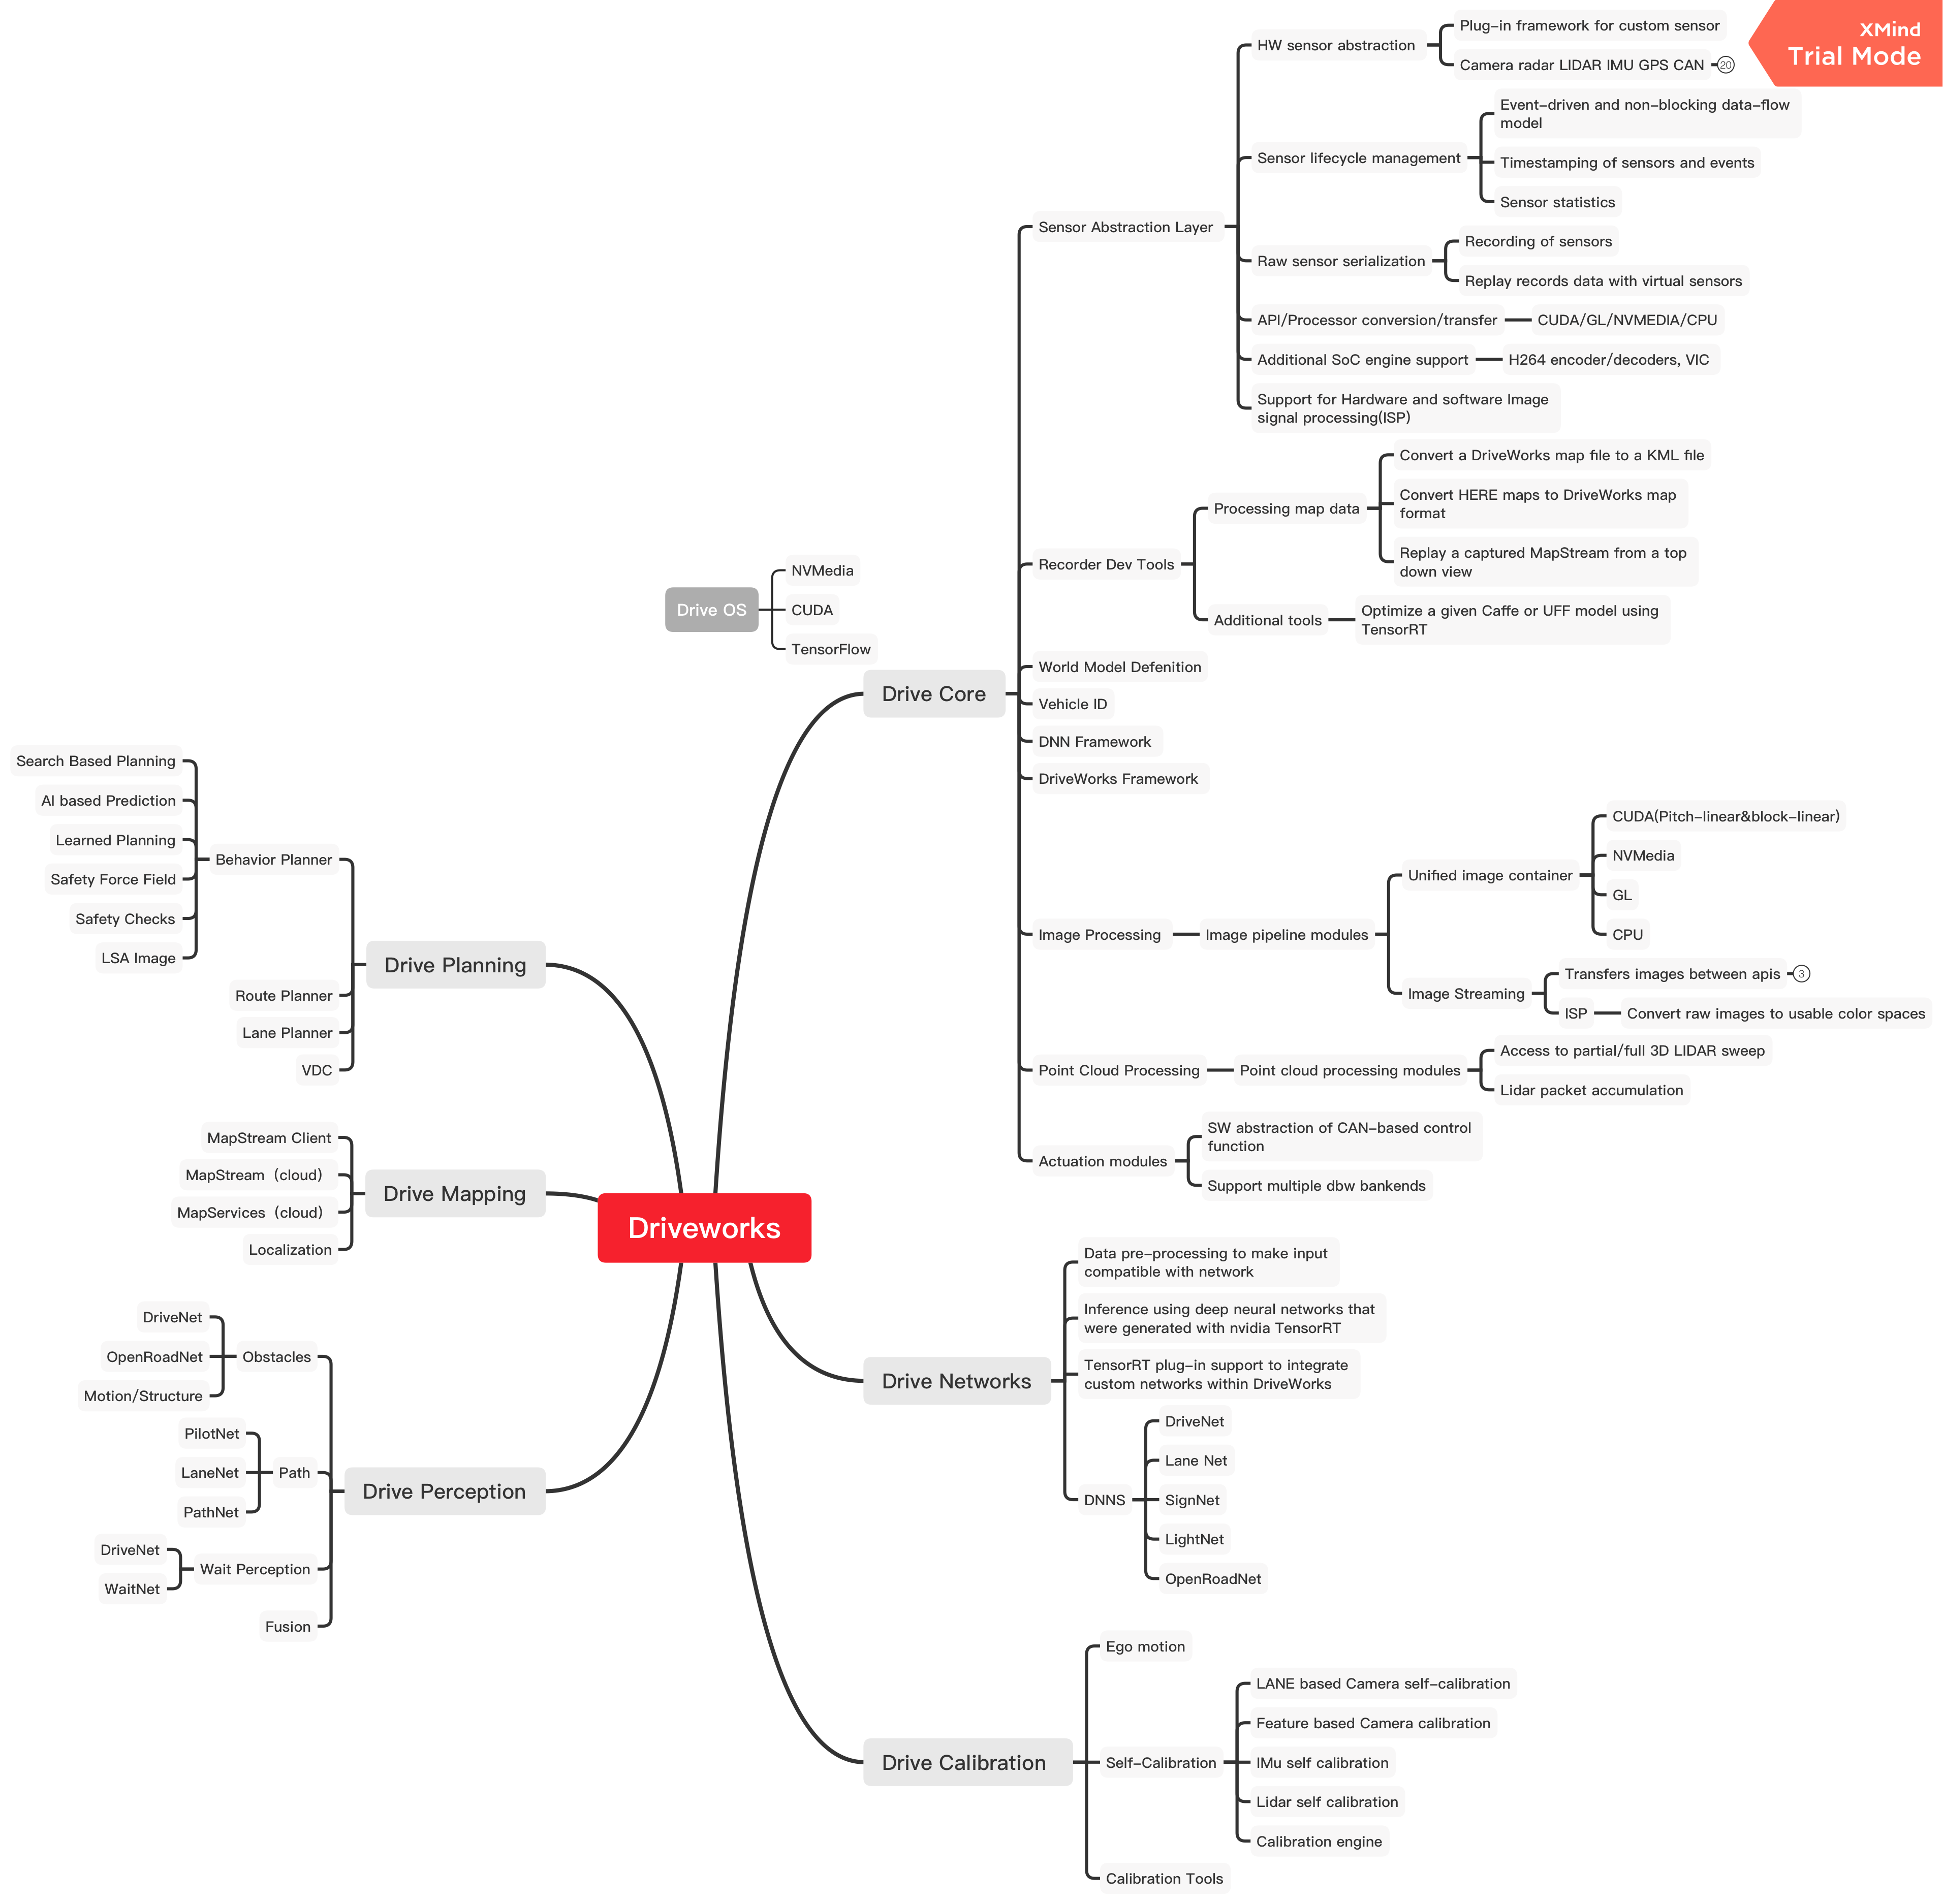 XMind
Trial Mode
Driveworks
Drive OS
NVMedia
CUDA
TensorFlow
Drive Core
Sensor Abstraction Layer
HW sensor abstraction
Plug-in framework for custom sensor
Camera radar LIDAR IMU GPS CAN
20
Sensor lifecycle management
Event-driven and non-blocking data-flow
model
Timestamping of sensors and events
Sensor statistics
Raw sensor serialization
Recording of sensors
Replay records data with virtual sensors
API/Processor conversion/transfer
CUDA/GL/NVMEDIA/CPU
Additional SoC engine support
H264 encoder/decoders, VIC
Support for Hardware and software Image
signal processing(ISP)
Recorder Dev Tools
Processing map data
Convert a DriveWorks map file to a KML file
Convert HERE maps to DriveWorks map
format
Replay a captured MapStream from a top
down view
Additional tools
Optimize a given Caffe or UFF model using
TensorRT
World Model Defenition
Vehicle ID
DNN Framework
DriveWorks Framework
Image Processing
Image pipeline modules
Unified image container
CUDA(Pitch-linear&block-linear)
NVMedia
GL
CPU
Image Streaming
Transfers images between apis
3
ISP
Convert raw images to usable color spaces
Point Cloud Processing
Point cloud processing modules
Access to partial/full 3D LIDAR sweep
Lidar packet accumulation
Actuation modules
SW abstraction of CAN-based control
function
Support multiple dbw bankends
Drive Networks
Data pre-processing to make input
compatible with network
Inference using deep neural networks that
were generated with nvidia TensorRT
TensorRT plug-in support to integrate
custom networks within DriveWorks
DNNS
DriveNet
Lane Net
SignNet
LightNet
OpenRoadNet
Drive Calibration
Ego motion
Self-Calibration
LANE based Camera self-calibration
Feature based Camera calibration
IMu self calibration
Lidar self calibration
Calibration engine
Calibration Tools
Drive Planning
Behavior Planner
Search Based Planning
AI based Prediction
Learned Planning
Safety Force Field
Safety Checks
LSA Image
Route Planner
Lane Planner
VDC
Drive Mapping
MapStream Client
MapStream（cloud）
MapServices（cloud）
Localization
Drive Perception
Obstacles
DriveNet
OpenRoadNet
Motion/Structure
Path
PilotNet
LaneNet
PathNet
Wait Perception
DriveNet
WaitNet
Fusion